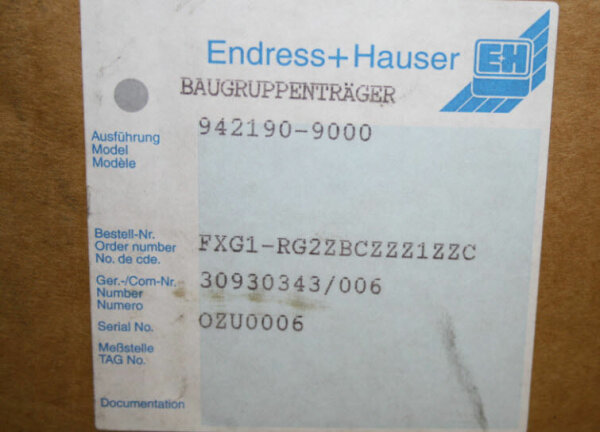 Endress+Hauser E+H
BAUGRUPPENTRÄGER
Ausführung
Model
Modèle
942190-9000
Bestell-Nr.
Order number
No. de cde.
FXG1-RG2ZBCZZZ1ZZC
Ger.-/Com-Nr.
Number
Numero
30930343/006
Serial No.
OZU0006
Meßstelle
TAG No.
Documentation